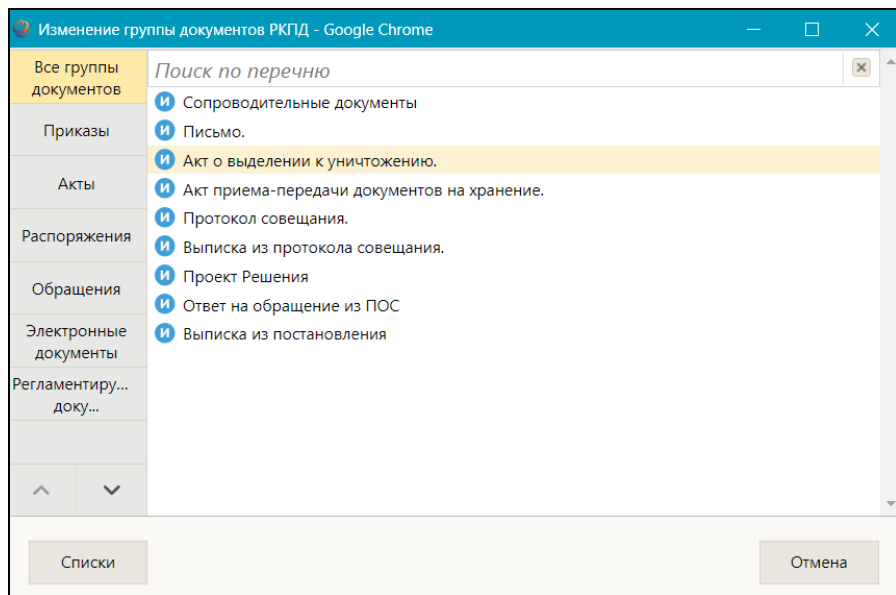 Изменение группы документов РКПД - Google Chrome
Все группы
документов
Приказы
Акты
Распоряжения
Обращения
Электронные
документы
Регламентиру...
доку...
Поиск по перечню
И Сопроводительные документы
И Письмо.
И Акт о выделении к уничтожению.
И Акт приема-передачи документов на хранение.
И Протокол совещания.
И Выписка из протокола совещания.
И Проект Решения
И Ответ на обращение из ПОС
И Выписка из постановления
Списки
Отмена